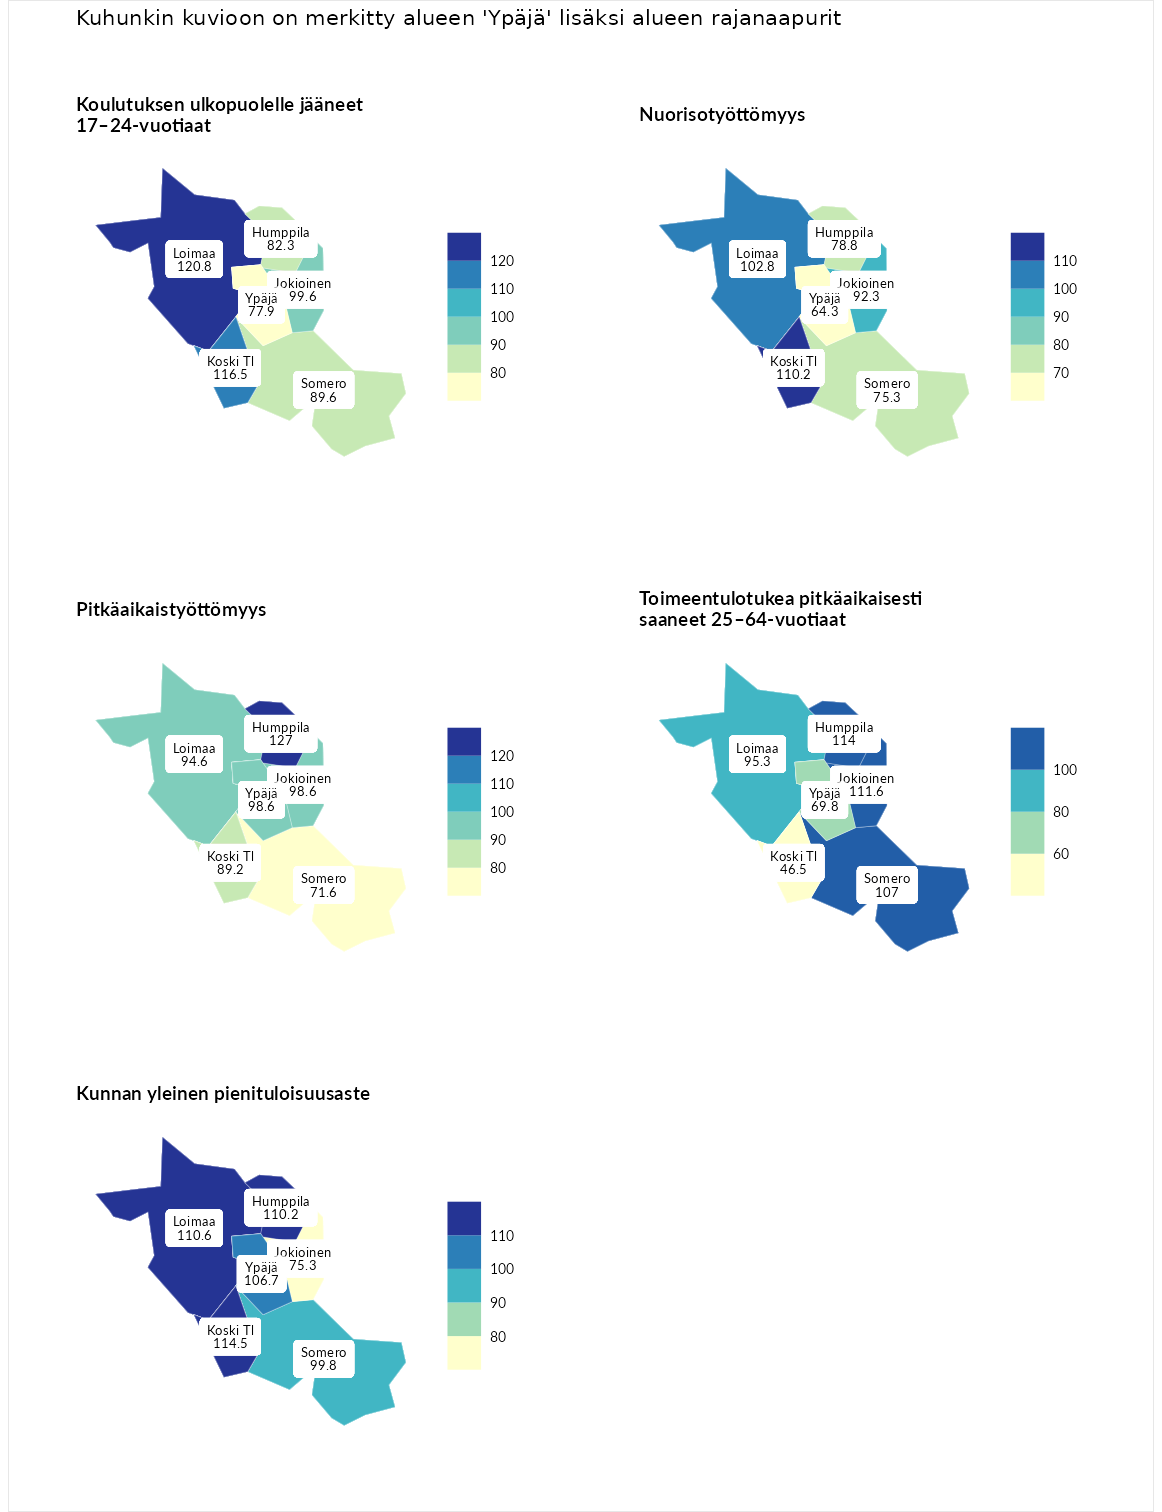 Kuhunkin kuvioon on merkitty alueen 'Ypäjä' lisäksi alueen rajanaapurit
Koulutuksen ulkopuolelle jääneet
17–24-vuotiaat
Humppila
82.3
Loimaa
120.8
Jokioinen
99.6
Ypäjä
77.9
Koski Tl
116.5
Somero
89.6
120
110
100
90
80
Nuorisotyöttömyys
Humppila
78.8
Loimaa
102.8
Jokioinen
92.3
Ypäjä
64.3
Koski Tl
110.2
Somero
75.3
110
100
90
80
70
Pitkäaikaistyöttömyys
Humppila
127
Loimaa
94.6
Jokioinen
98.6
Ypäjä
98.6
Koski Tl
89.2
Somero
71.6
120
110
100
90
80
Toimeentulotukea pitkäaikaisesti
saaneet 25–64-vuotiaat
Humppila
114
Loimaa
95.3
Jokioinen
111.6
Ypäjä
69.8
Koski Tl
46.5
Somero
107
100
80
60
Kunnan yleinen pienituloisuusaste
Humppila
110.2
Loimaa
110.6
Jokioinen
75.3
Ypäjä
106.7
Koski Tl
114.5
Somero
99.8
110
100
90
80